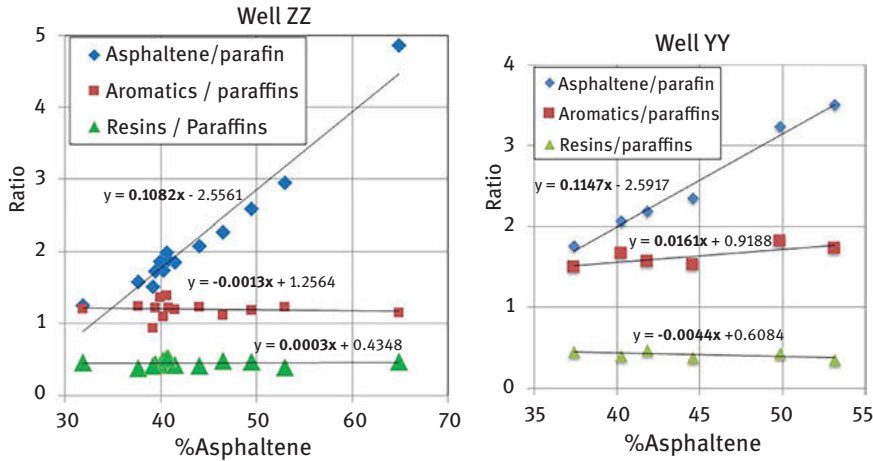 Well ZZ
5
4
3
2
1
0
Ratio
Asphaltene/parafin
Aromatics / paraffins
Resins / Paraffins
y = 0.1082x - 2.5561
y = -0.0013x + 1.2564
y = 0.0003x + 0.4348
30 40 50 60 70
%Asphaltene
Well YY
4
3
2
1
0
Ratio
Asphaltene/parafin
Aromatics/paraffins
Resins/paraffins
y = 0.1147x - 2.5917
y = 0.0161x + 0.9188
y = -0.0044x +0.6084
35 40 45 50 55
%Asphaltene